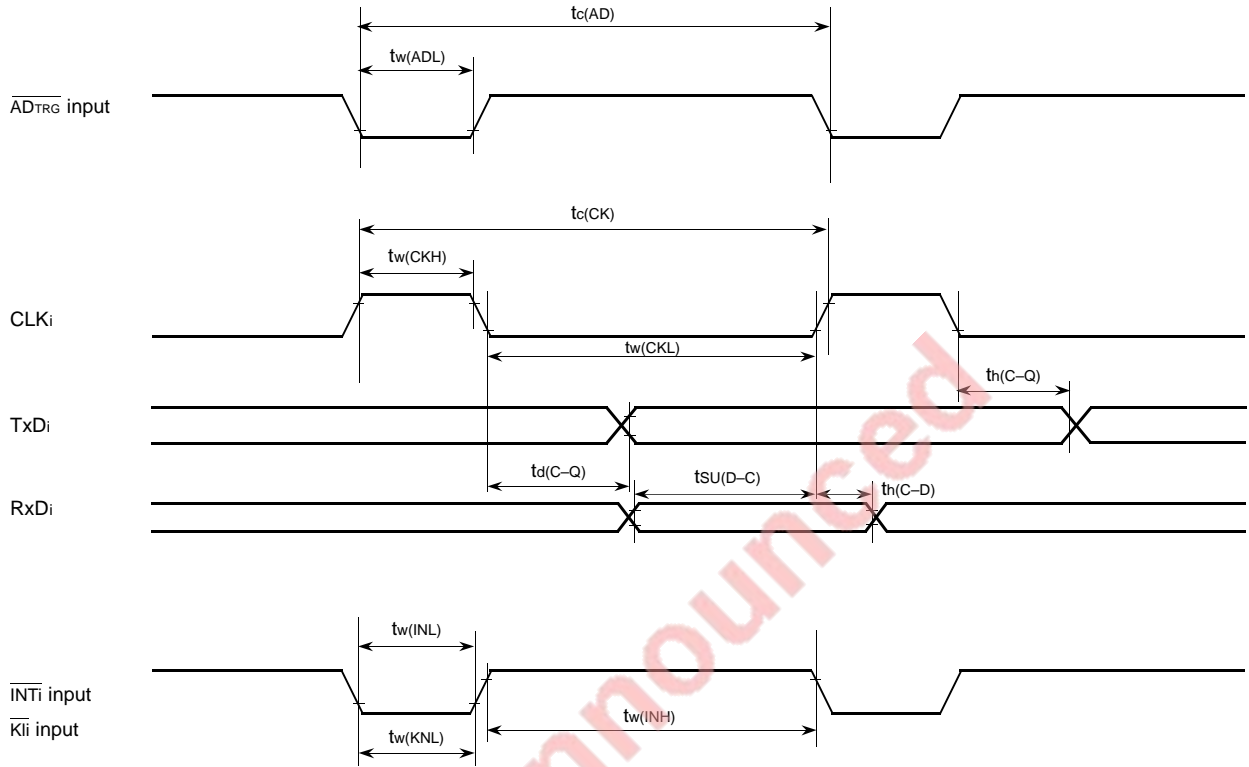 tc(AD)
tw(ADL)
ADTRG input
tc(CK)
tw(CKH)
CLKi
tw(CKL)
th(C–Q)
TxDi
td(C–Q)
tSU(D–C)
th(C–D)
RxDi
tw(INL)
INTi input
tw(INH)
KIi input
tw(KNL)
nnounced